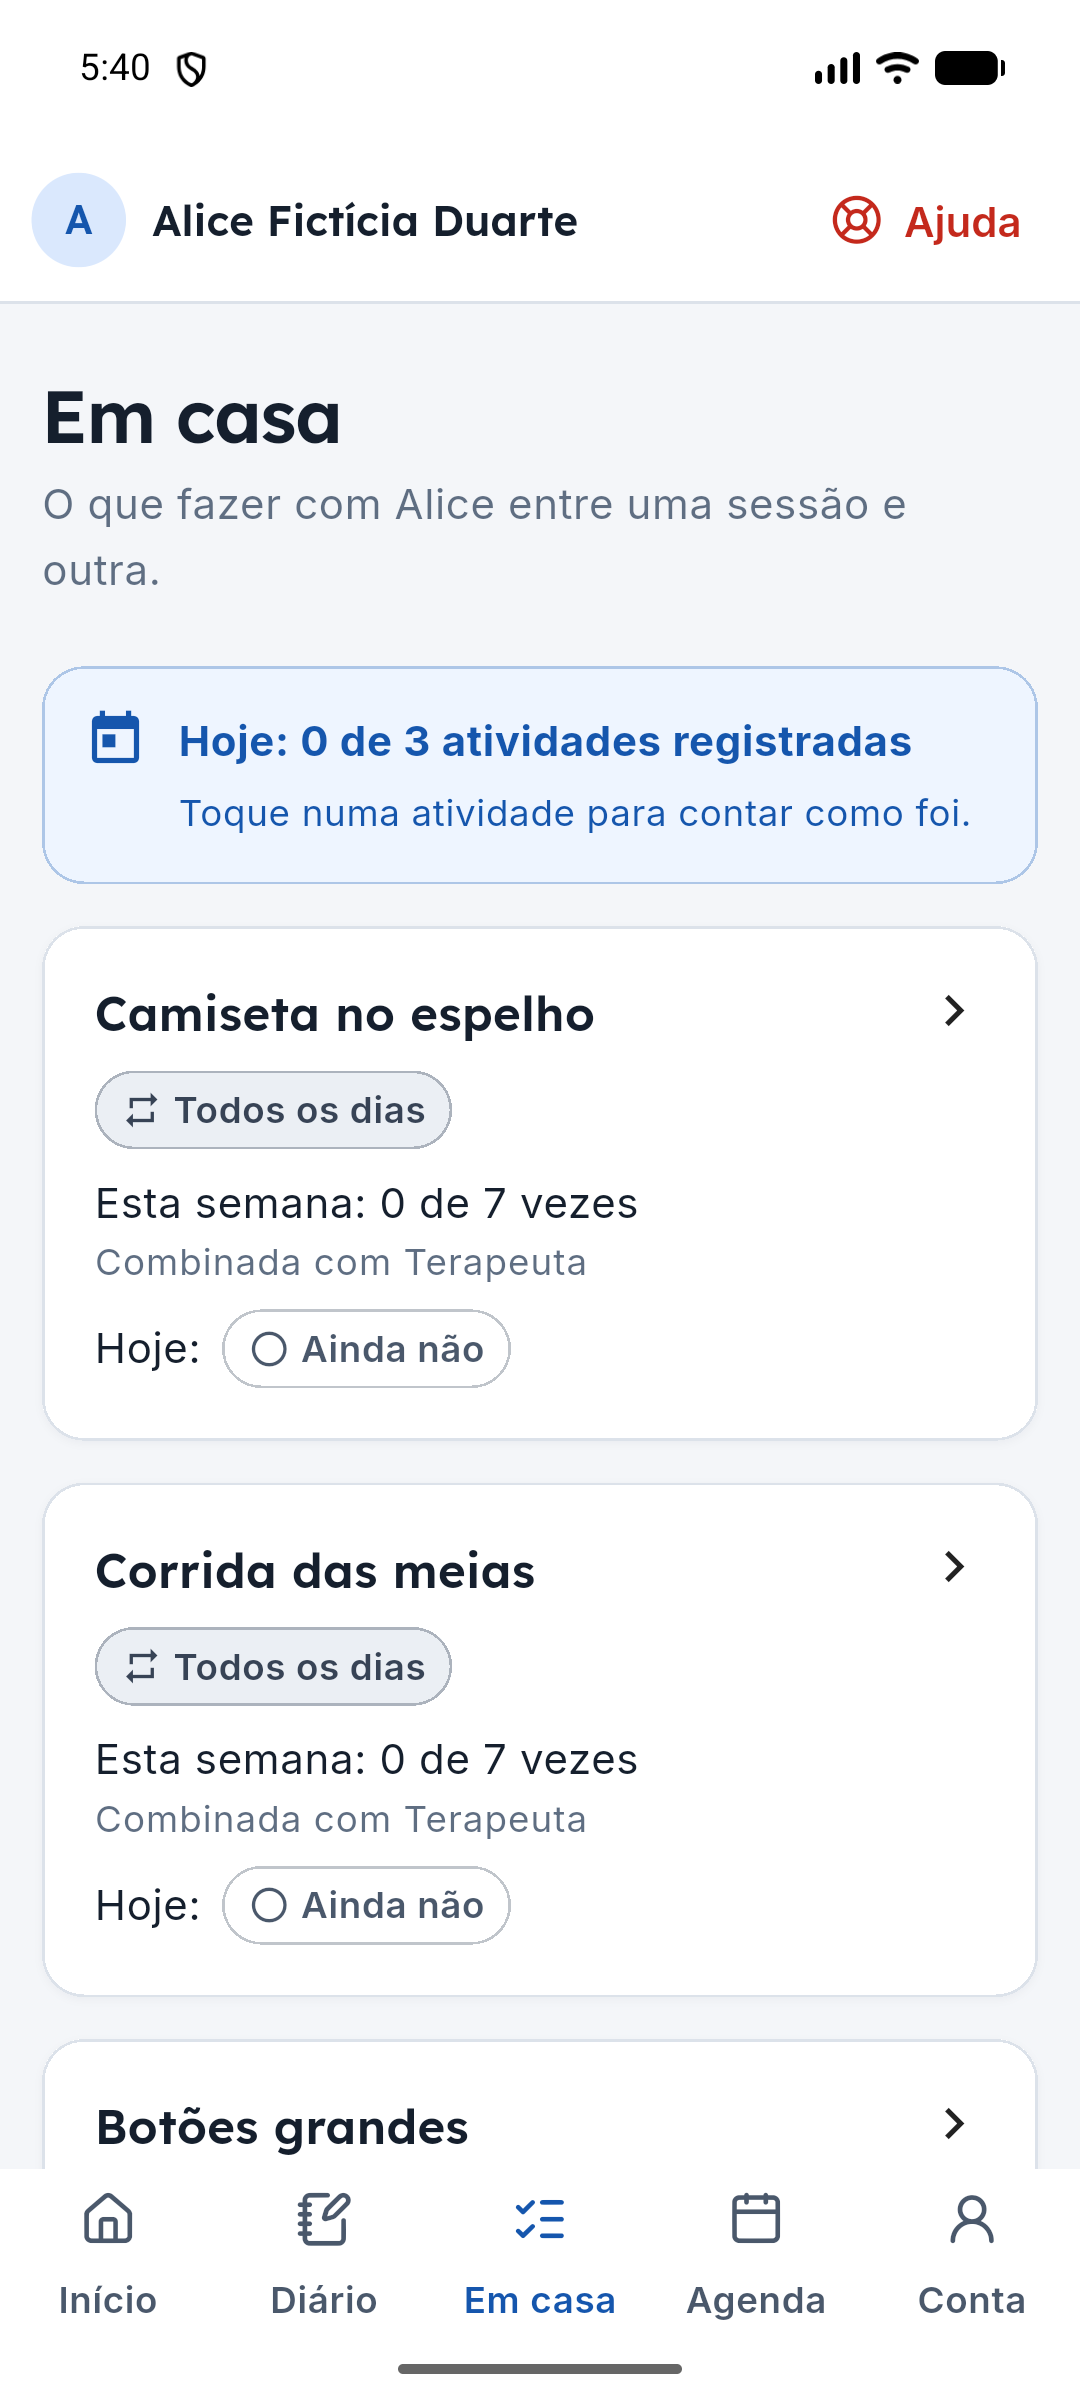 5:40
A
Alice Fictícia Duarte
Ajuda
Em casa
O que fazer com Alice entre uma sessão e
outra.
Hoje: 0 de 3 atividades registradas
Toque numa atividade para contar como foi.
Camiseta no espelho
Todos os dias
Esta semana: 0 de 7 vezes
Combinada com Terapeuta
Hoje: Ainda não
Corrida das meias
Todos os dias
Esta semana: 0 de 7 vezes
Combinada com Terapeuta
Hoje: Ainda não
Botões grandes
Início Diário Em casa Agenda Conta